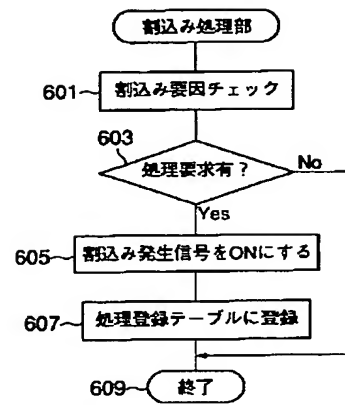 割込み処理部
601 割込み要因チェック
603
処理要求有？ No
Yes
605 割込み発生信号をONにする
607 処理登録テーブルに登録
609 終了